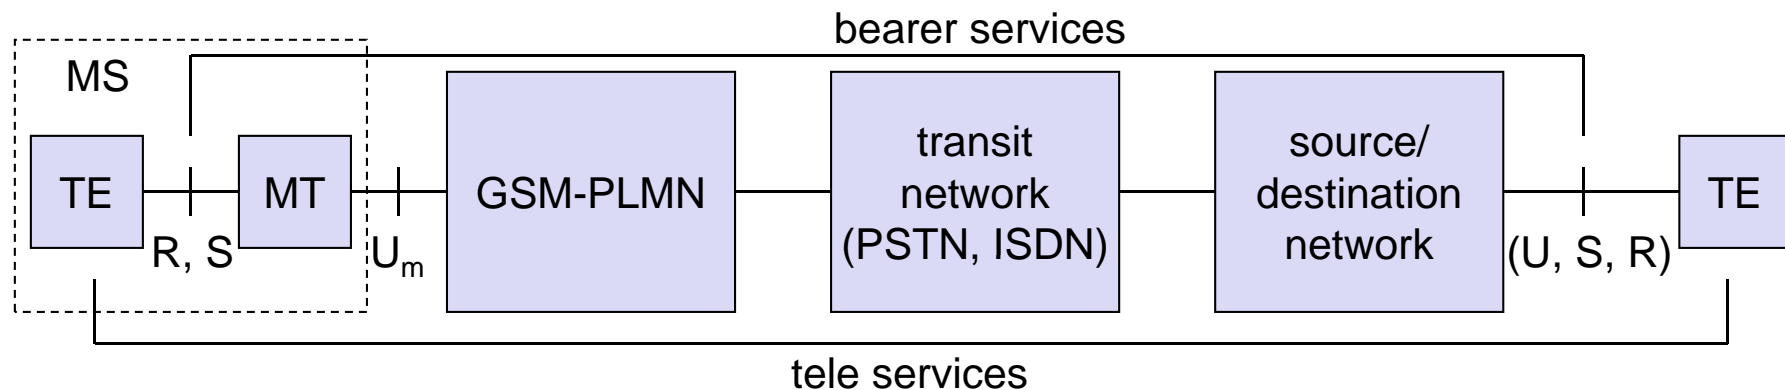 bearer services
MS
TE
MT
GSM-PLMN
transit
network
(PSTN, ISDN)
source/
destination
network
TE
R, S
Um
(U, S, R)
tele services